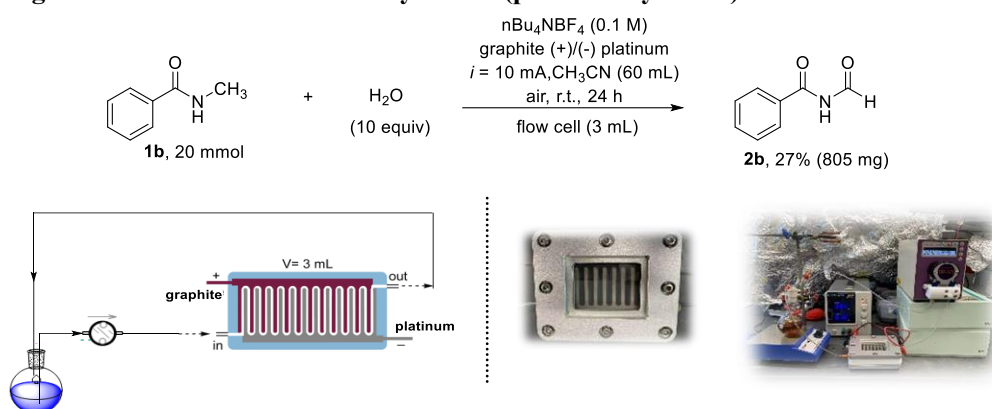 nBu4NBF4 (0.1 M)
graphite (+)/(-) platinum
i = 10 mA,CH3CN (60 mL)
air, r.t., 24 h
flow cell (3 mL)
O
N
H
CH3
1b, 20 mmol
+
H2O
(10 equiv)
O
O
N
H
H
2b, 27% (805 mg)
V= 3 mL
+
out
graphite
platinum
in
–